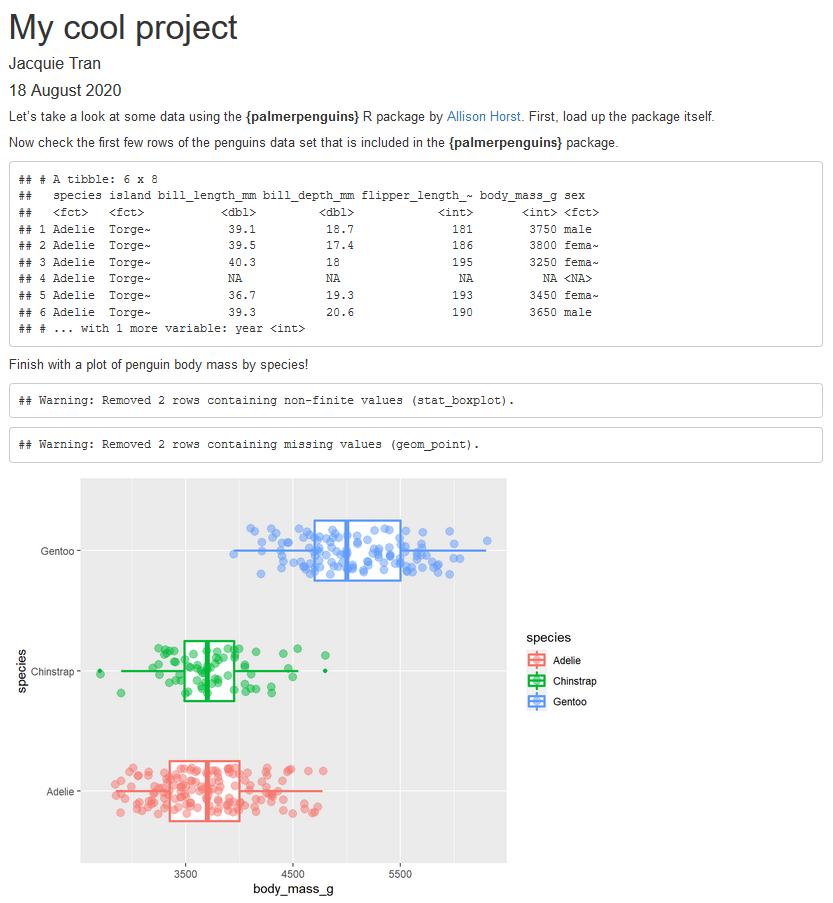 My cool project
Jacquie Tran
18 August 2020
Let's take a look at some data using the {palmerpenguins} R package by Allison Horst. First, load up the package itself.
Now check the first few rows of the penguins data set that is included in the {palmerpenguins} package.
## # A tibble: 6 x 8
##   species island bill_length_mm bill_depth_mm flipper_length_~ body_mass_g sex
##   <fct>   <fct>           <dbl>         <dbl>            <int>       <int> <fct>
## 1 Adelie  Torge~           39.1          18.7              181        3750 male
## 2 Adelie  Torge~           39.5          17.4              186        3800 fema~
## 3 Adelie  Torge~           40.3          18                195        3250 fema~
## 4 Adelie  Torge~           NA            NA                 NA          NA <NA>
## 5 Adelie  Torge~           36.7          19.3              193        3450 fema~
## 6 Adelie  Torge~           39.3          20.6              190        3650 male
## # ... with 1 more variable: year <int>
Finish with a plot of penguin body mass by species!
## Warning: Removed 2 rows containing non-finite values (stat_boxplot).
## Warning: Removed 2 rows containing missing values (geom_point).
Gentoo
Chinstrap
Adelie
species
3500 4500 5500
body_mass_g
species
Adelie
Chinstrap
Gentoo